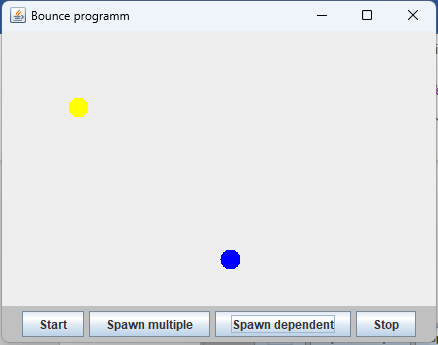 Bounce programm
Start
Spawn multiple
Spawn dependent
Stop